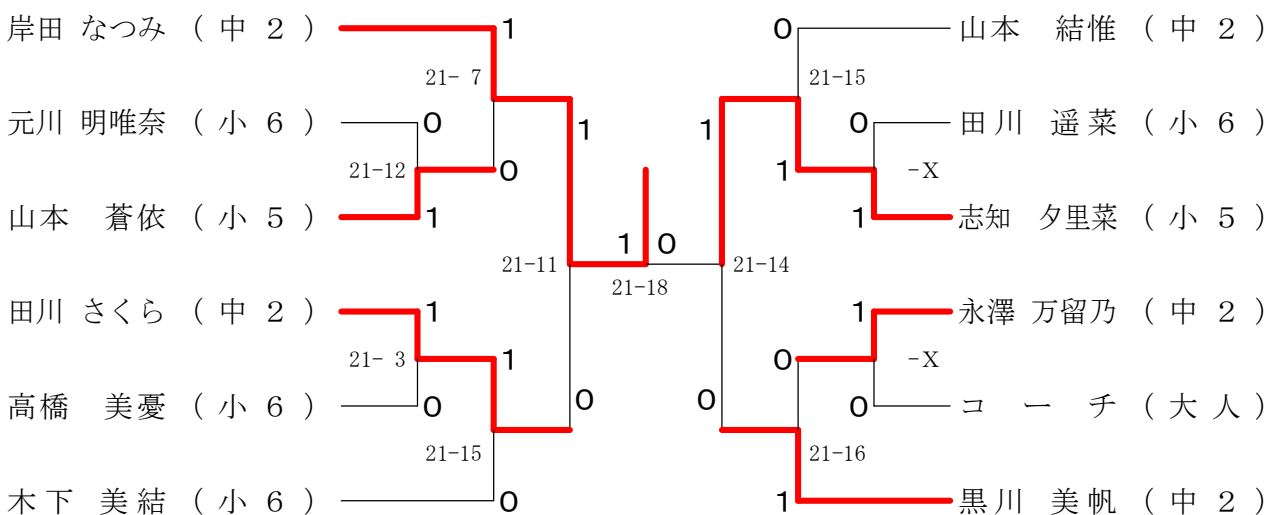 岸田 なつみ （ 中 ２ ） 1 0 山本 結惟 （ 中 ２ ）
21- 7 21-15
元川 明唯奈 （ 小 ６ ） 0 1 1 0 田川 遥菜 （ 小 ６ ）
21-12 0 1 -X
山本 蒼依 （ 小 ５ ） 1 1 志知 夕里菜 （ 小 ５ ）
1 0
21-11 21-18 21-14
田川 さくら （ 中 ２ ） 1 1 永澤 万留乃 （ 中 ２ ）
21- 3 1 0 -X
高橋 美憂 （ 小 ６ ） 0 0 0 0 コーチ （ 大人 ）
21-15 21-16
木下 美結 （ 小 ６ ） 0 1 黒川 美帆 （ 中 ２ ）